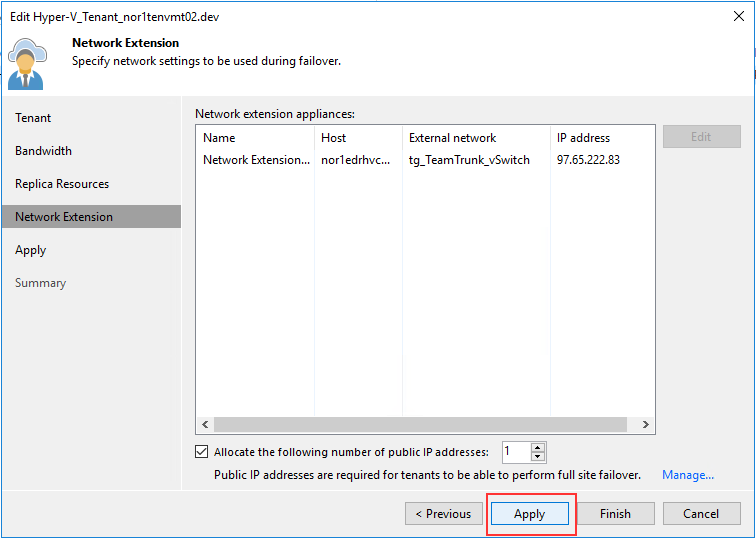 Edit Hyper-V_Tenant_nor1tenvmt02.dev
Network Extension
Specify network settings to be used during failover.
Tenant
Bandwidth
Replica Resources
Network Extension
Apply
Summary
Network extension appliances:
Name Host External network IP address
Network Extension... nor1edrhvc... tg_TeamTrunk_vSwitch 97.65.222.83
Edit
Allocate the following number of public IP addresses: 1
Public IP addresses are required for tenants to be able to perform full site failover. Manage...
< Previous Apply Finish Cancel